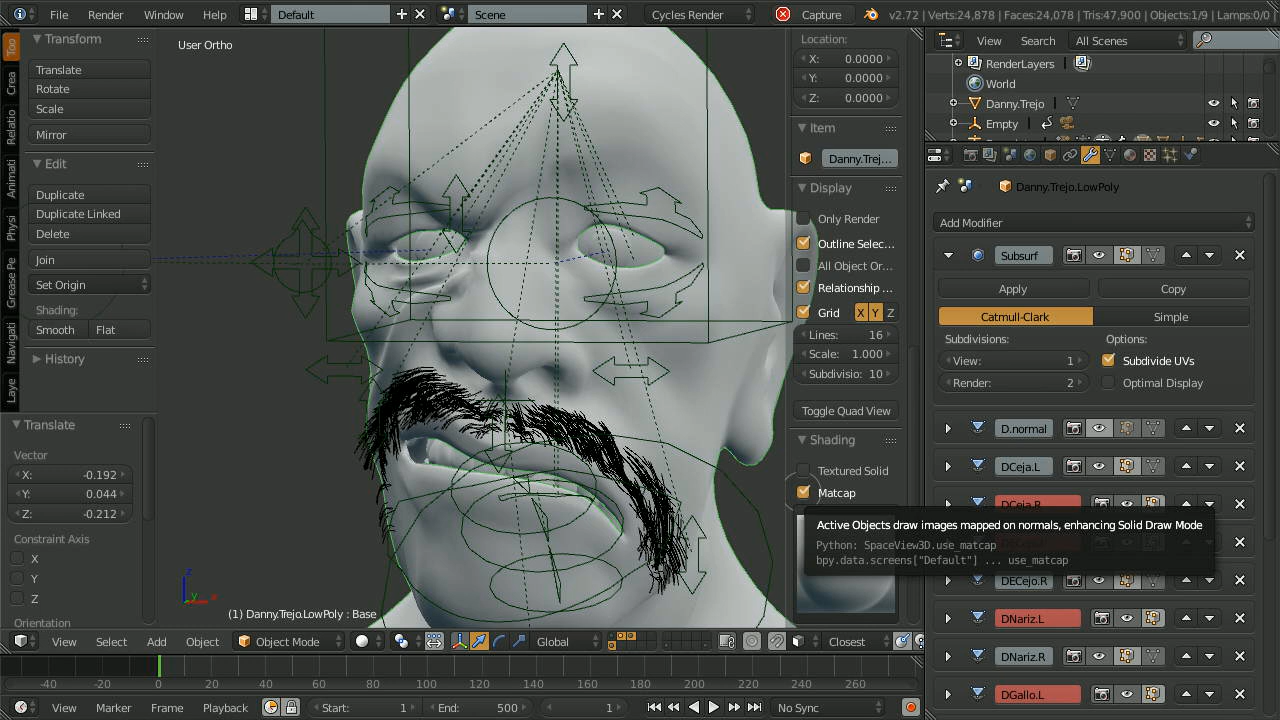 File Render Window Help Default Scene Cycles Render Capture v2.72 | Verts:24,878 | Faces:24,078 | Tris:47,900 | Objects:1/9 | Lamps:0/0
Too
Crea
Relatio
Animati
Physi
Grease Pe
Navigati
Laye
Transform
Translate
Rotate
Scale
Mirror
Edit
Duplicate
Duplicate Linked
Delete
Join
Set Origin
Shading:
Smooth Flat
History
Translate
Vector
X: -0.192
Y: 0.044
Z: -0.212
Constraint Axis
X
Y
Z
Orientation
User Ortho
z
y
x
(1) Danny.Trejo.LowPoly : Base
Location:
X: 0.0000
Y: 0.0000
Z: 0.0000
Item
Danny.Trej...
Display
Only Render
Outline Selec...
All Object Or...
Relationship ...
Grid X Y Z
Lines: 16
Scale: 1.000
Subdivisio: 10
Toggle Quad View
Shading
Textured Solid
Matcap
Active Objects draw images mapped on normals, enhancing Solid Draw Mode
Python: SpaceView3D.use_matcap
bpy.data.screens["Default"] ... use_matcap
View Search All Scenes
RenderLayers
World
Danny.Trejo
Empty
Danny.Trejo.LowPoly
Add Modifier
Subsurf
Apply Copy
Catmull-Clark Simple
Subdivisions: Options:
View: 1 Subdivide UVs
Render: 2 Optimal Display
D.normal
DCeja.L
DCeja.R
DECejo.R
DNariz.L
DNariz.R
DGallo.L
View Select Add Object Object Mode Global Closest
-40 -20 0 20 40 60 80 100 120 140 160 180 200 220 240 260
View Marker Frame Playback Start: 1 End: 500 1 No Sync